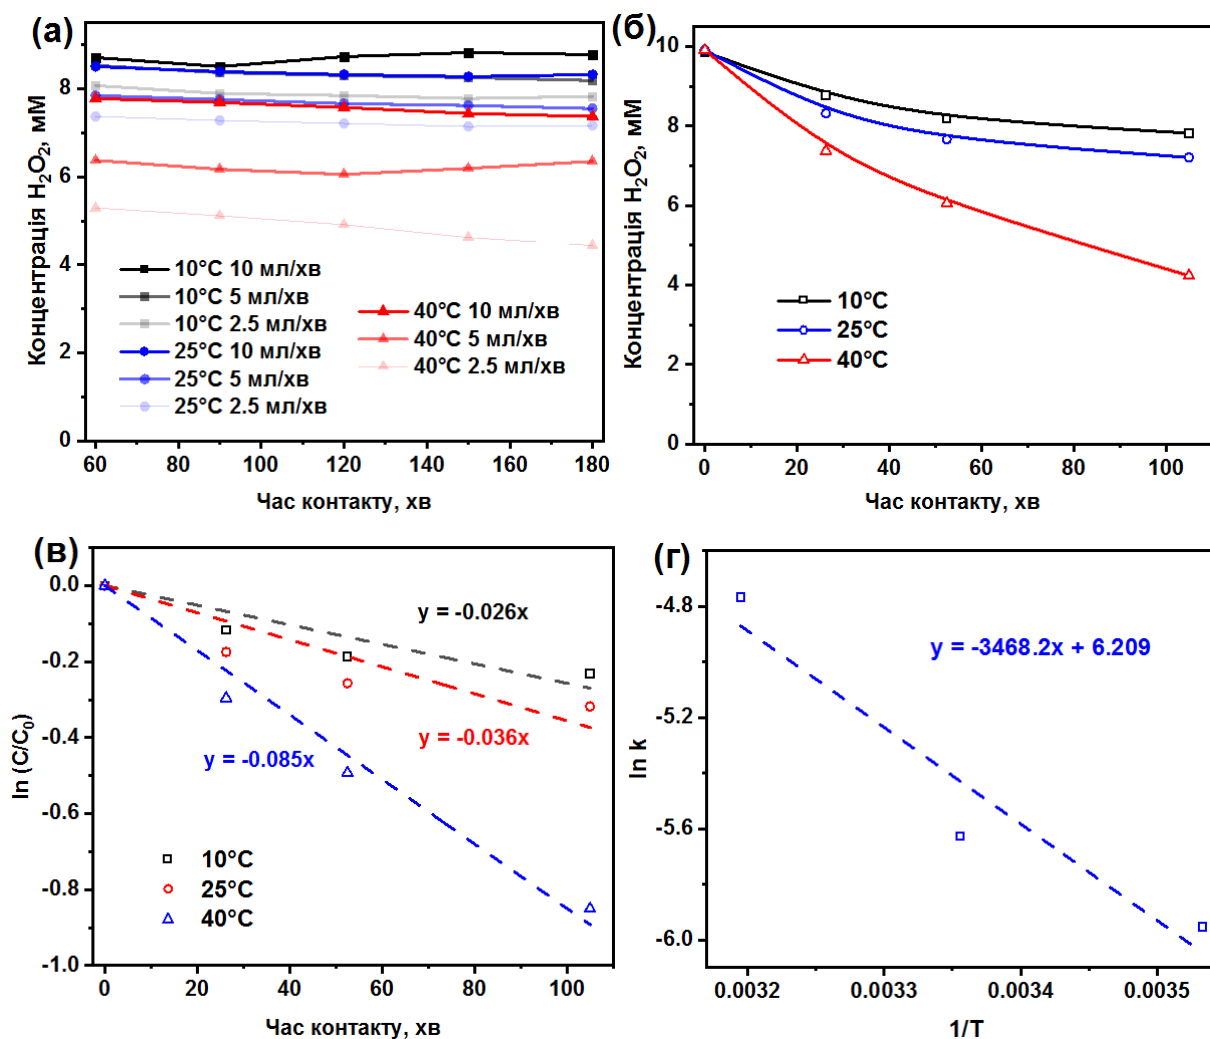 (а)
Концентрація H₂O₂, мМ
10
8
6
4
2
0
10°C 10 мл/хв
10°C 5 мл/хв
10°C 2.5 мл/хв
25°C 10 мл/хв
25°C 5 мл/хв
25°C 2.5 мл/хв
40°C 10 мл/хв
40°C 5 мл/хв
40°C 2.5 мл/хв
60 80 100 120 140 160 180
Час контакту, хв
(б)
Концентрація H₂O₂, мМ
10
8
6
4
2
0
10°C
25°C
40°C
0 20 40 60 80 100
Час контакту, хв
(в)
ln (C/C₀)
0.0
-0.2
-0.4
-0.6
-0.8
-1.0
y = -0.026x
y = -0.036x
y = -0.085x
10°C
25°C
40°C
0 20 40 60 80 100
Час контакту, хв
(г)
ln k
-4.8
-5.2
-5.6
-6.0
y = -3468.2x + 6.209
0.0032 0.0033 0.0034 0.0035
1/T